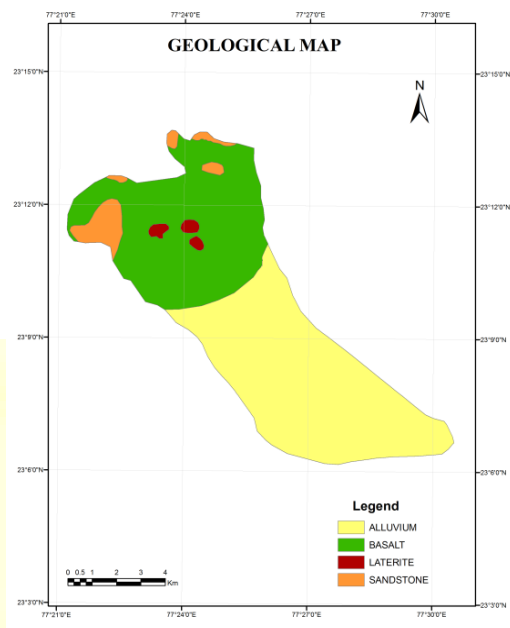 77°21'0"E 77°24'0"E 77°27'0"E 77°30'0"E
GEOLOGICAL MAP
23°15'0"N 23°15'0"N
N
23°12'0"N 23°12'0"N
23°9'0"N 23°9'0"N
23°6'0"N 23°6'0"N
Legend
ALLUVIUM
BASALT
LATERITE
SANDSTONE
0 0.5 1 2 3 4
Km
23°3'0"N 23°3'0"N
77°21'0"E 77°24'0"E 77°27'0"E 77°30'0"E